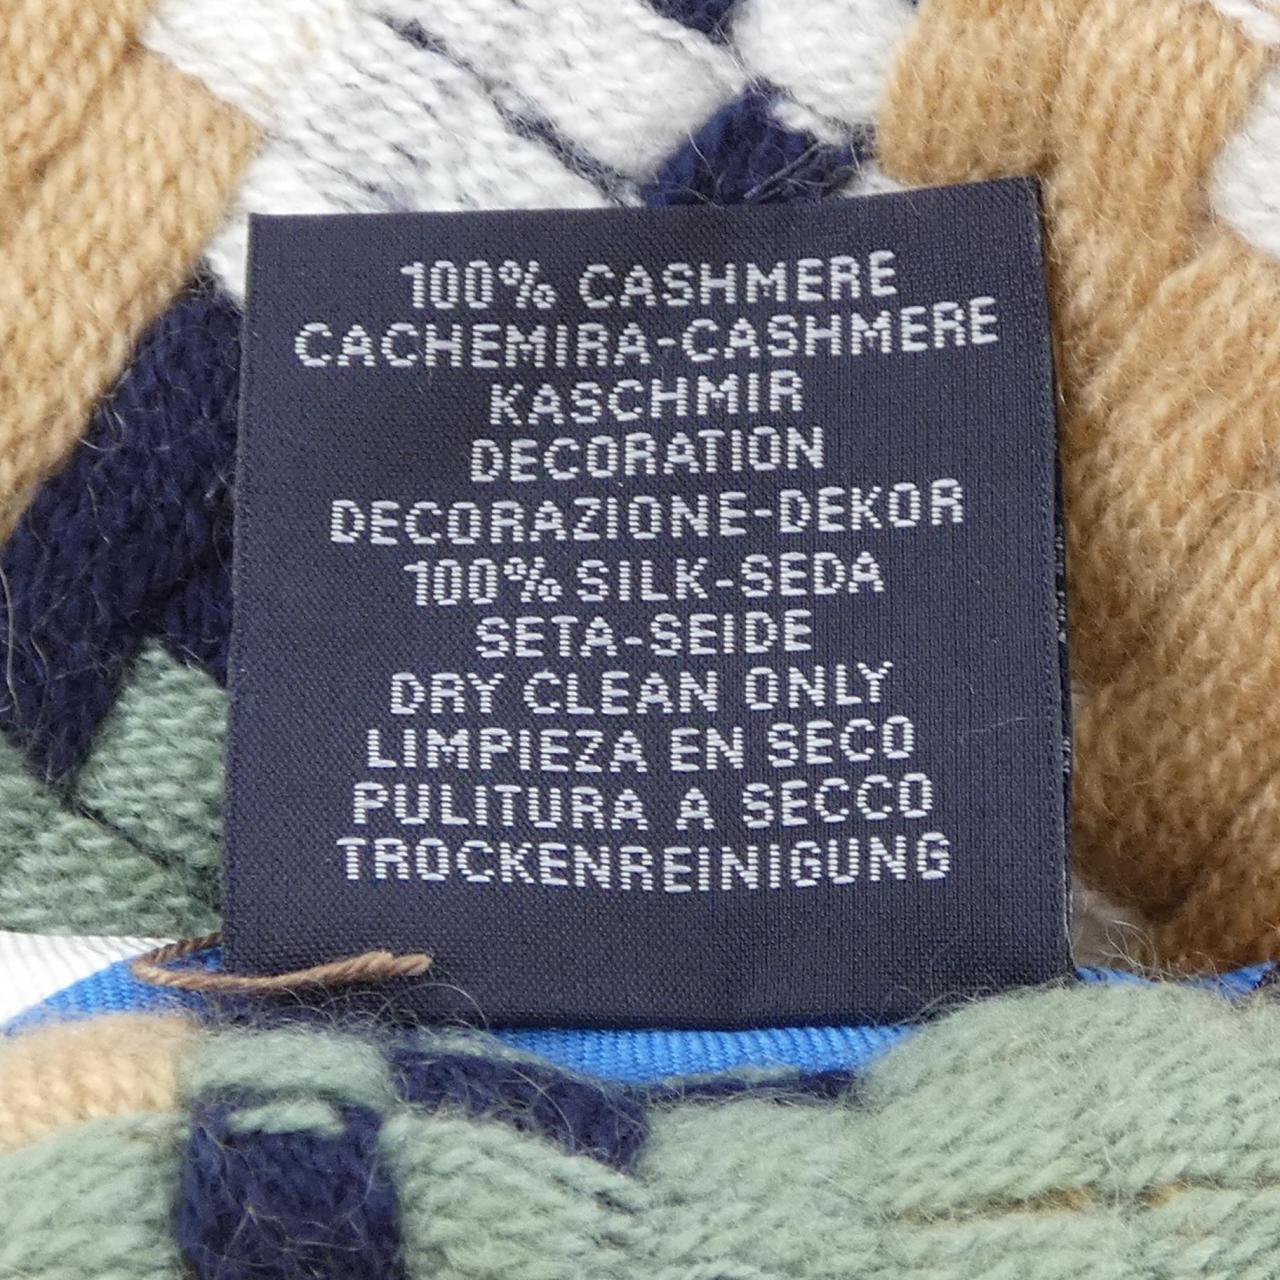 100% CASHMERE
CACHEMIRA-CASHMERE
KASCHMIR
DECORATION
DECORAZIONE-DEKOR
100% SILK-SEDA
SETA-SEIDE
DRY CLEAN ONLY
LIMPIEZA EN SECO
PULITURA A SECCO
TROCKENREINIGUNG